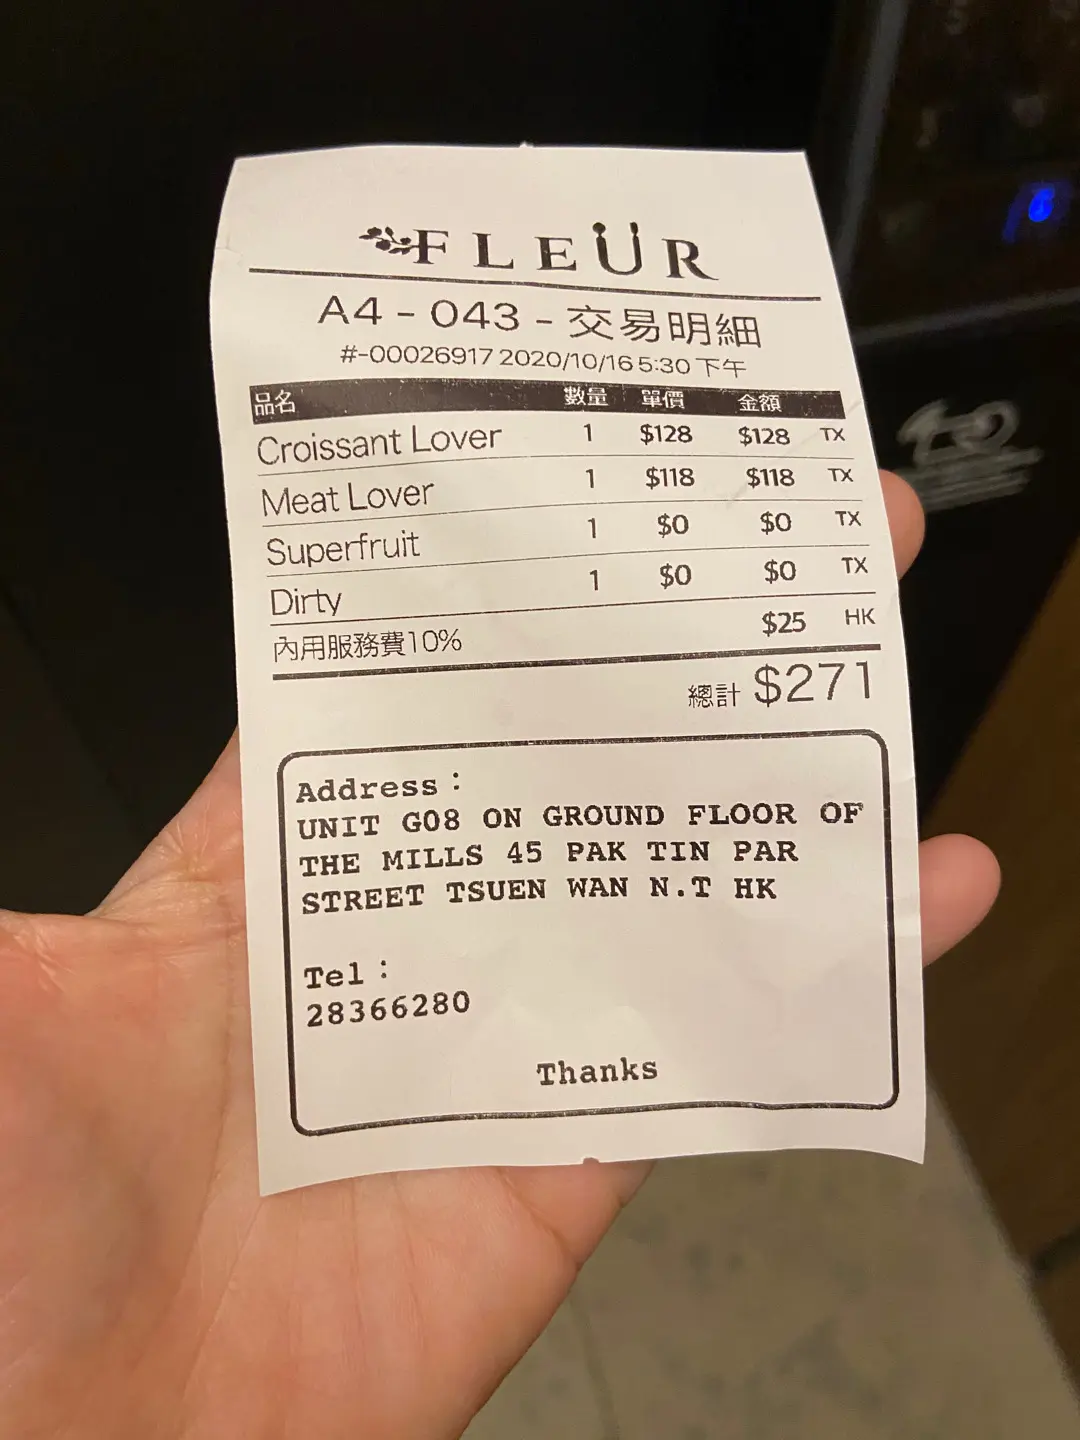 FLEUR
A4 - 043 - 交易明細
#-00026917 2020/10/16 5:30 下午
品名 數量 單價 金額
Croissant Lover 1 $128 $128 TX
Meat Lover 1 $118 $118 TX
Superfruit 1 $0 $0 TX
Dirty 1 $0 $0 TX
內用服務費10% $25 HK
總計 $271
Address：
UNIT G08 ON GROUND FLOOR OF
THE MILLS 45 PAK TIN PAR
STREET TSUEN WAN N.T HK
Tel：
28366280
Thanks